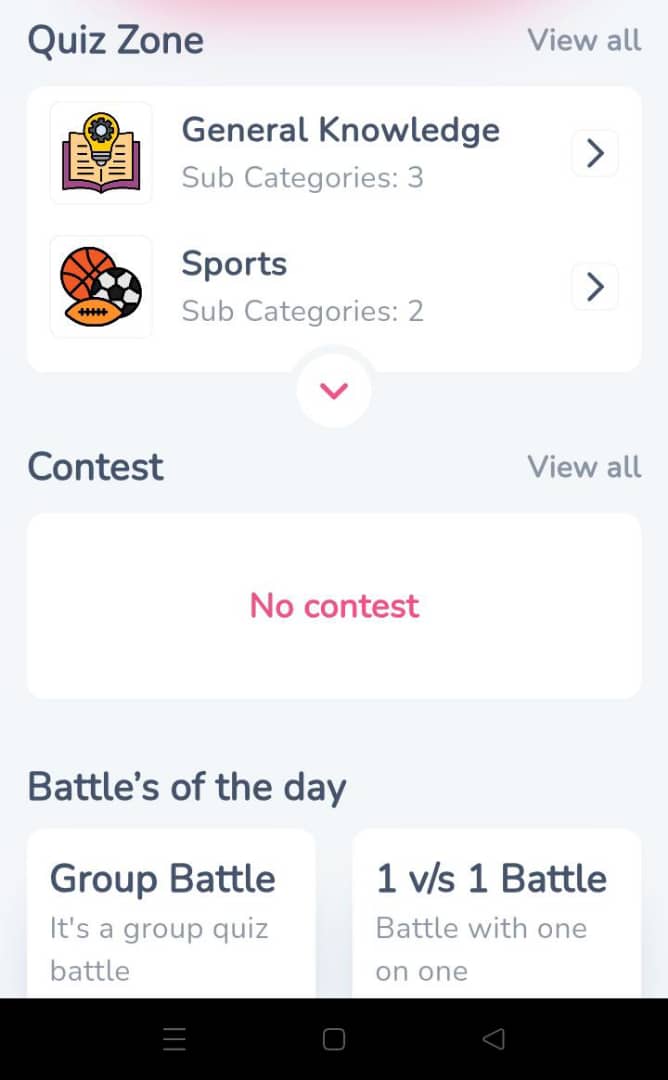 Quiz Zone
View all
General Knowledge
Sub Categories: 3
Sports
Sub Categories: 2
Contest
View all
No contest
Battle’s of the day
Group Battle
It's a group quiz
battle
1 v/s 1 Battle
Battle with one
on one